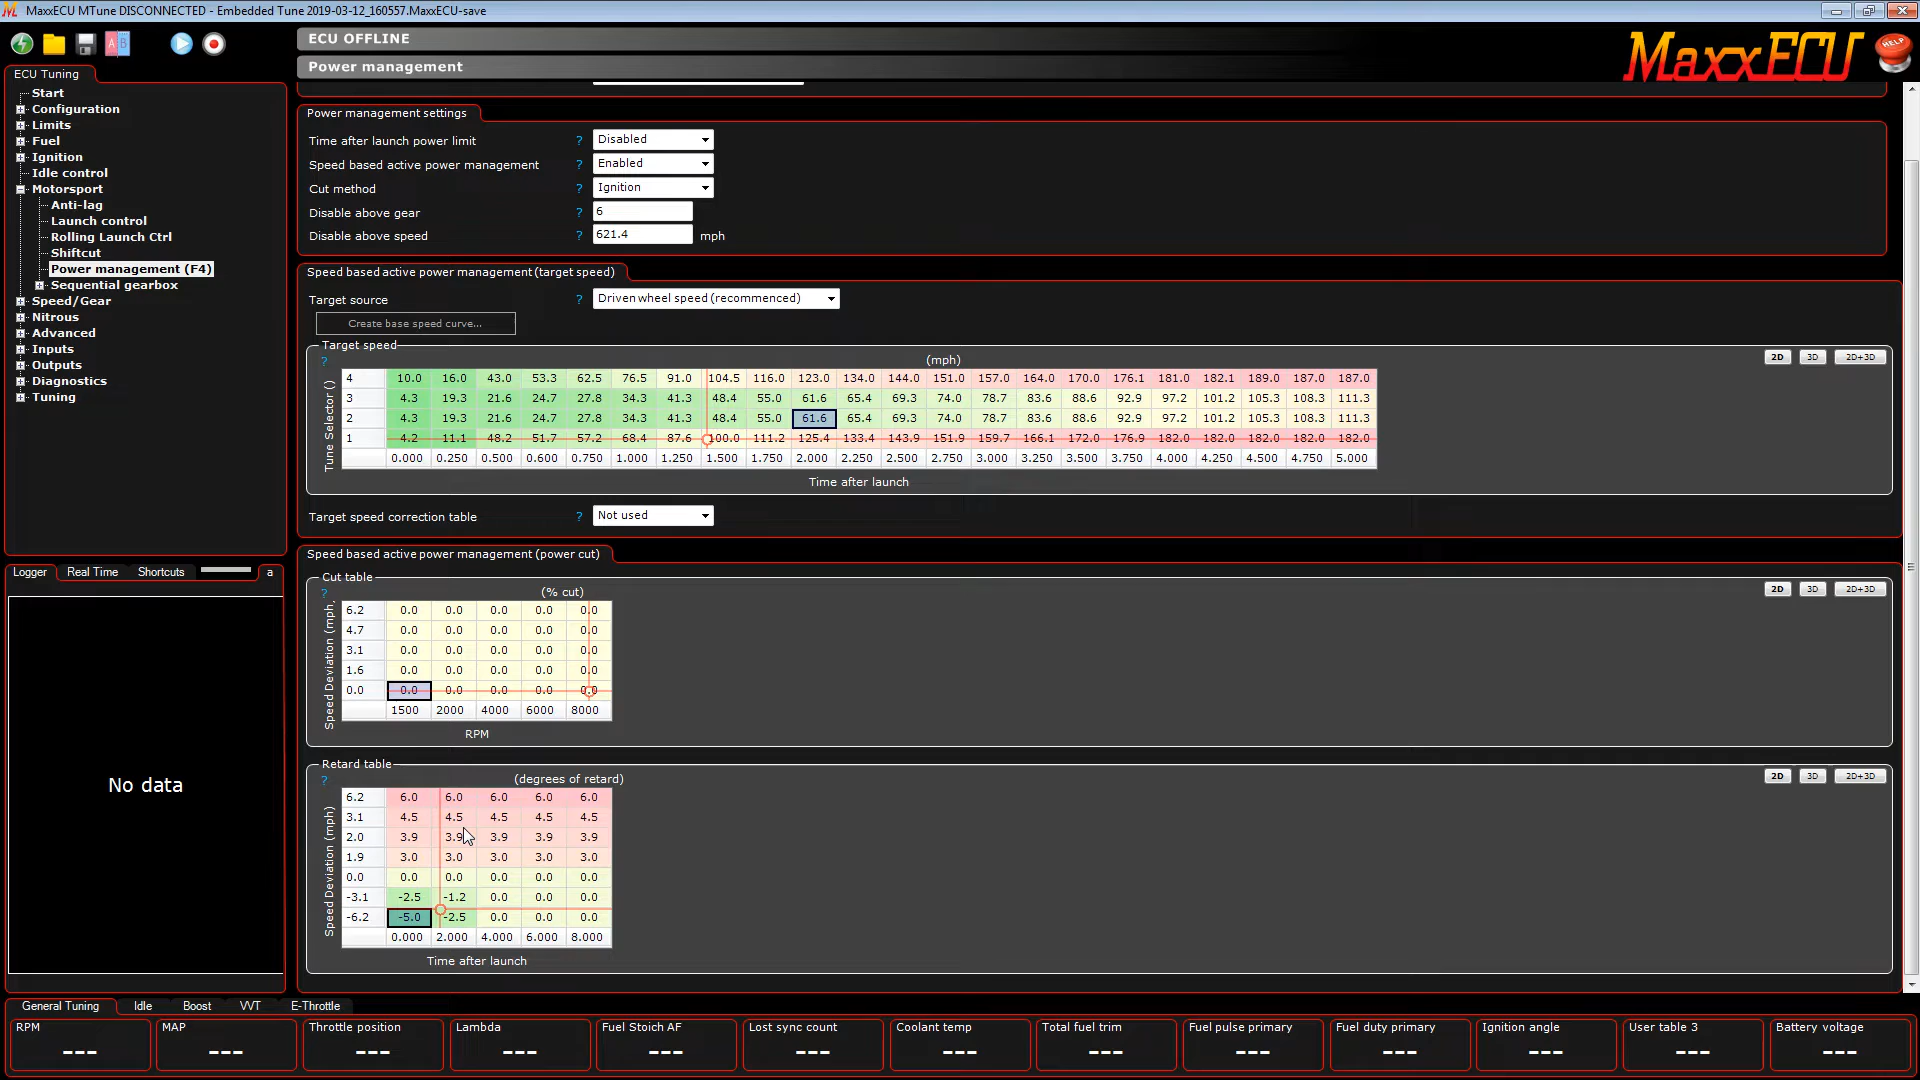 MaxxECU MTune DISCONNECTED - Embedded Tune 2019-03-12_160557.MaxxECU-save
ECU OFFLINE
Power management
MaxxECU
HELP
A B
ECU Tuning
Start
Configuration
Limits
Fuel
Ignition
Idle control
Motorsport
Anti-lag
Launch control
Rolling Launch Ctrl
Shiftcut
Power management (F4)
Sequential gearbox
Speed/Gear
Nitrous
Advanced
Inputs
Outputs
Diagnostics
Tuning
Logger Real Time Shortcuts a
No data
Power management settings
Time after launch power limit ? Disabled
Speed based active power management ? Enabled
Cut method ? Ignition
Disable above gear ? 6
Disable above speed ? 621.4 mph
Speed based active power management (target speed)
Target source ? Driven wheel speed (recommenced)
Create base speed curve...
Target speed
? (mph) 2D 3D 2D+3D
Tune Selector ()
4 10.0 16.0 43.0 53.3 62.5 76.5 91.0 104.5 116.0 123.0 134.0 144.0 151.0 157.0 164.0 170.0 176.1 181.0 182.1 189.0 187.0 187.0
3 4.3 19.3 21.6 24.7 27.8 34.3 41.3 48.4 55.0 61.6 65.4 69.3 74.0 78.7 83.6 88.6 92.9 97.2 101.2 105.3 108.3 111.3
2 4.3 19.3 21.6 24.7 27.8 34.3 41.3 48.4 55.0 61.6 65.4 69.3 74.0 78.7 83.6 88.6 92.9 97.2 101.2 105.3 108.3 111.3
1 4.2 11.1 48.2 51.7 57.2 68.4 87.6 100.0 111.2 125.4 133.4 143.9 151.9 159.7 166.1 172.0 176.9 182.0 182.0 182.0 182.0 182.0
0.000 0.250 0.500 0.600 0.750 1.000 1.250 1.500 1.750 2.000 2.250 2.500 2.750 3.000 3.250 3.500 3.750 4.000 4.250 4.500 4.750 5.000
Time after launch
Target speed correction table ? Not used
Speed based active power management (power cut)
Cut table
? (% cut) 2D 3D 2D+3D
Speed Deviation (mph,
6.2 0.0 0.0 0.0 0.0 0.0
4.7 0.0 0.0 0.0 0.0 0.0
3.1 0.0 0.0 0.0 0.0 0.0
1.6 0.0 0.0 0.0 0.0 0.0
0.0 0.0 0.0 0.0 0.0 0.0
1500 2000 4000 6000 8000
RPM
Retard table
? (degrees of retard) 2D 3D 2D+3D
Speed Deviation (mph)
6.2 6.0 6.0 6.0 6.0 6.0
3.1 4.5 4.5 4.5 4.5 4.5
2.0 3.9 3.9 3.9 3.9 3.9
1.9 3.0 3.0 3.0 3.0 3.0
0.0 0.0 0.0 0.0 0.0 0.0
-3.1 -2.5 -1.2 0.0 0.0 0.0
-6.2 -5.0 -2.5 0.0 0.0 0.0
0.000 2.000 4.000 6.000 8.000
Time after launch
General Tuning Idle Boost VVT E-Throttle
RPM MAP Throttle position Lambda Fuel Stoich AF Lost sync count Coolant temp Total fuel trim Fuel pulse primary Fuel duty primary Ignition angle User table 3 Battery voltage
--- --- --- --- --- --- --- --- --- --- --- --- ---